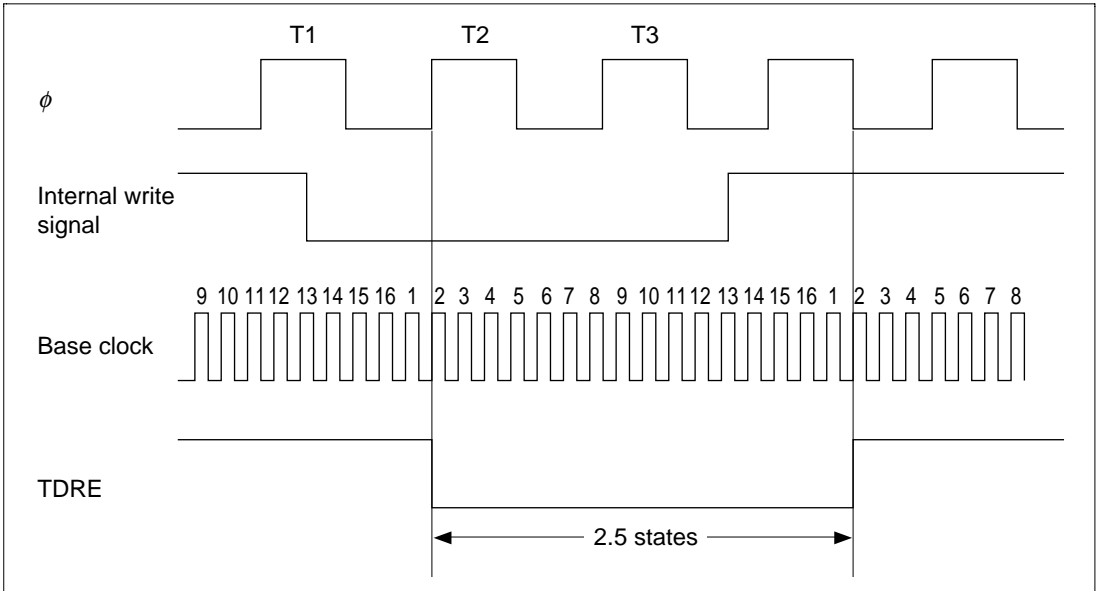 T1 T2 T3
ϕ
Internal write
signal
9 10 11 12 13 14 15 16 1 2 3 4 5 6 7 8 9 10 11 12 13 14 15 16 1 2 3 4 5 6 7 8
Base clock
TDRE
2.5 states